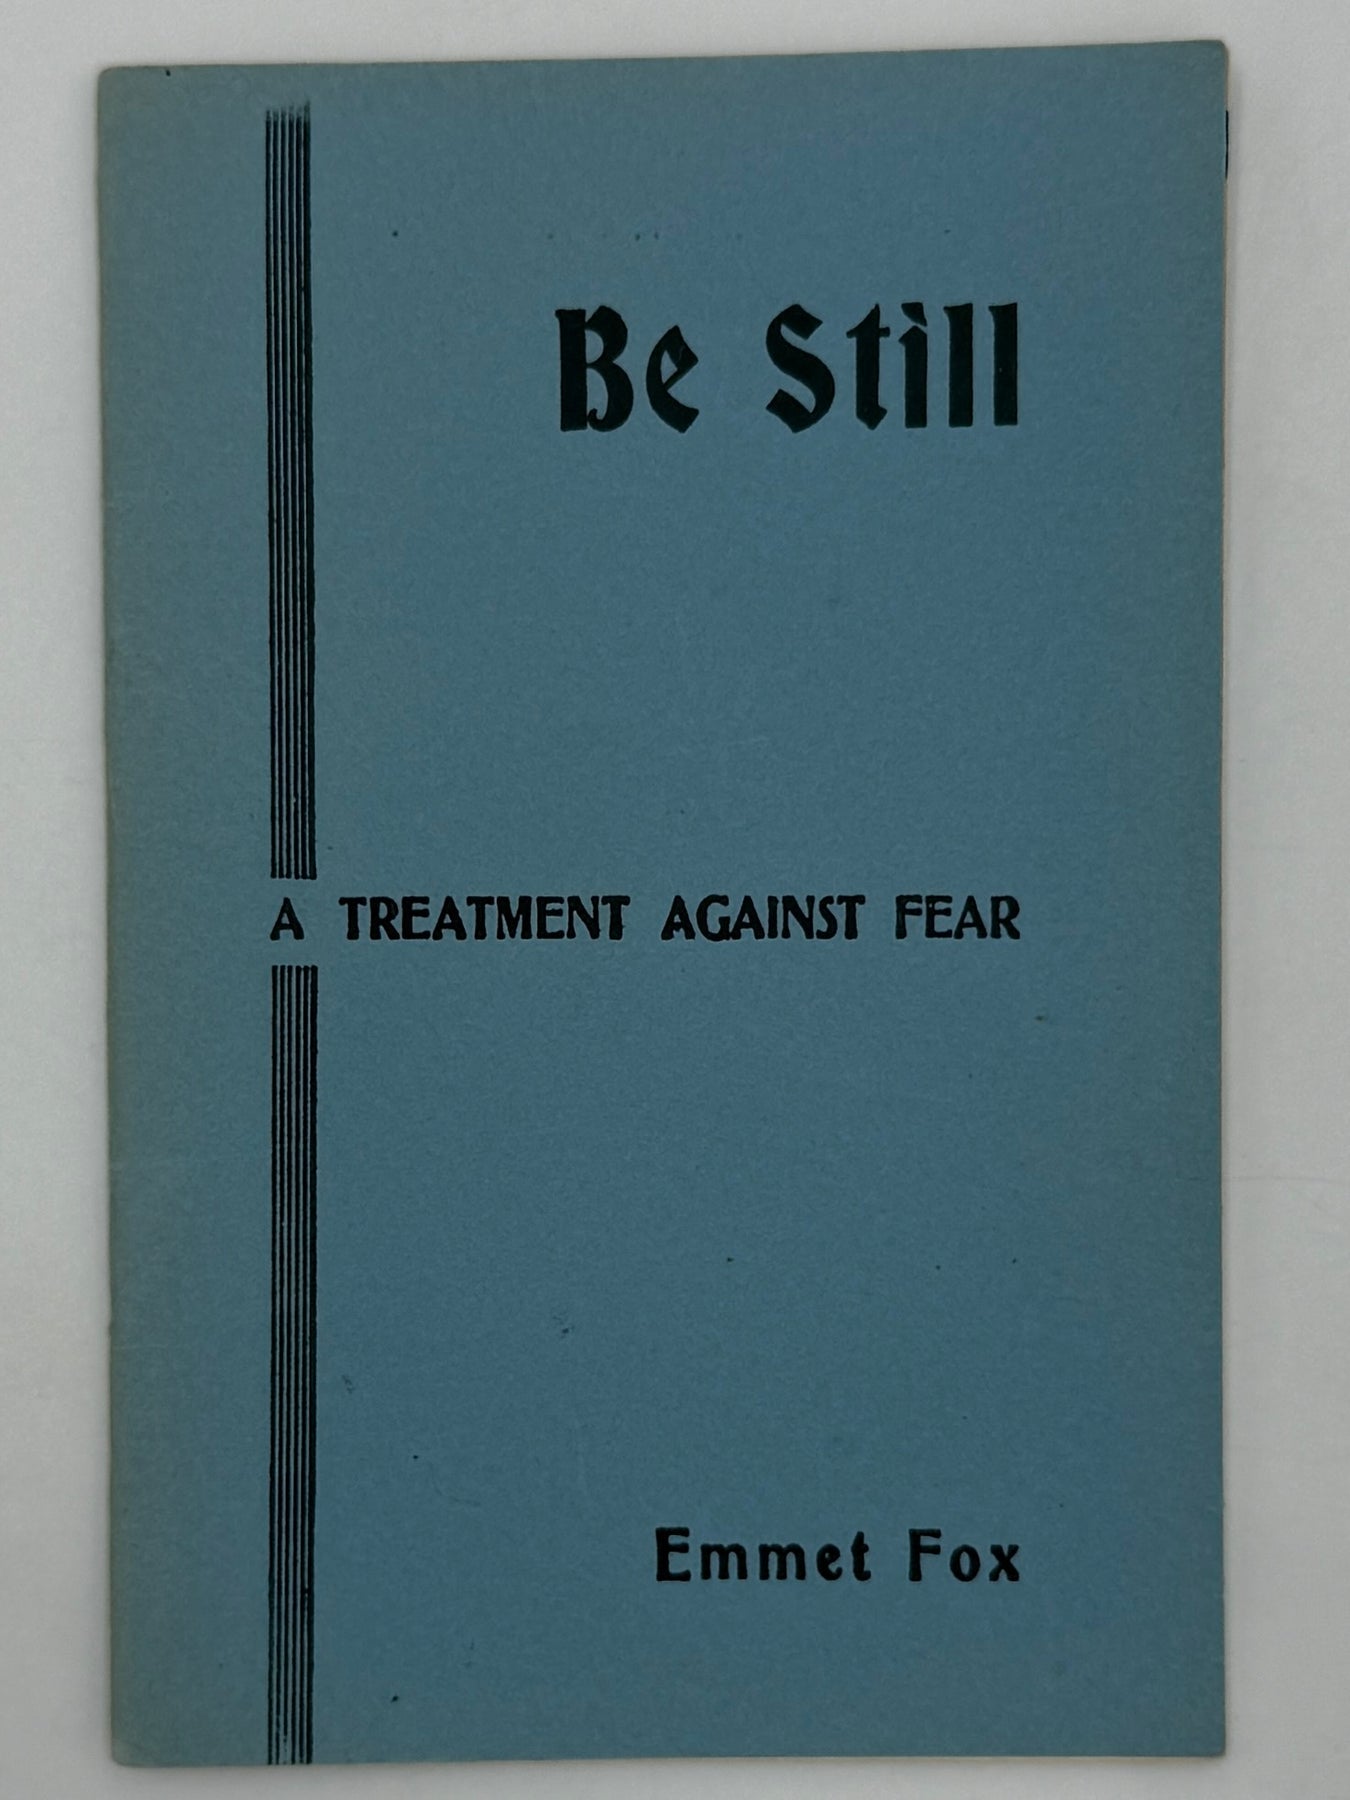 Be Still
A TREATMENT AGAINST FEAR
Emmet Fox